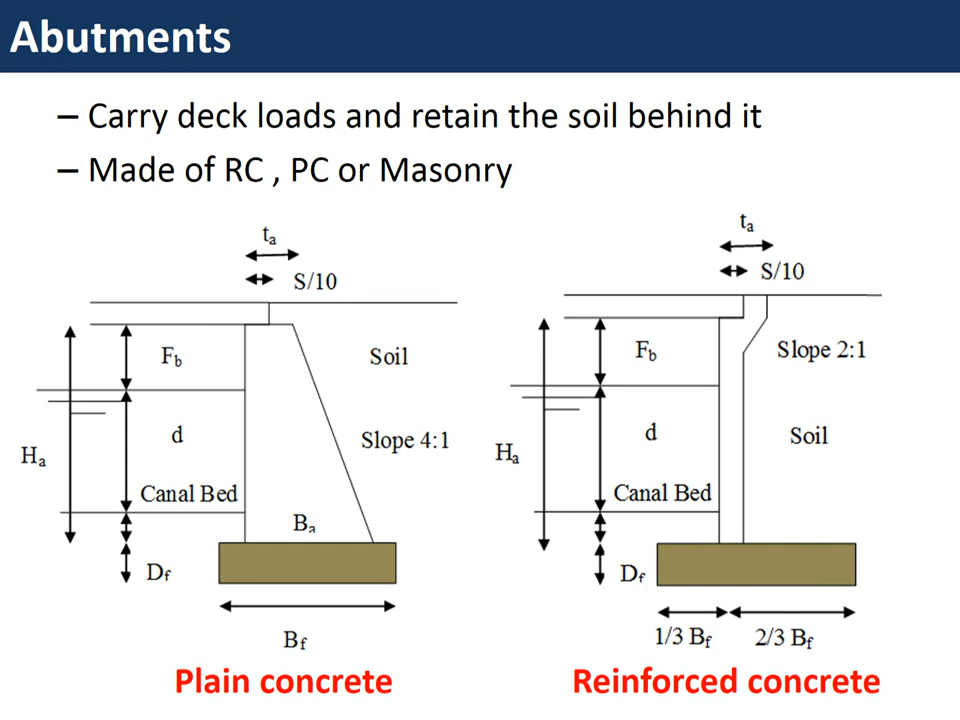 Abutments
– Carry deck loads and retain the soil behind it
– Made of RC , PC or Masonry
ta
S/10
Fb
Soil
d
Slope 4:1
Ha
Canal Bed
Ba
Df
Bf
Plain concrete
ta
S/10
Fb
Slope 2:1
d
Soil
Ha
Canal Bed
Df
1/3 Bf
2/3 Bf
Reinforced concrete